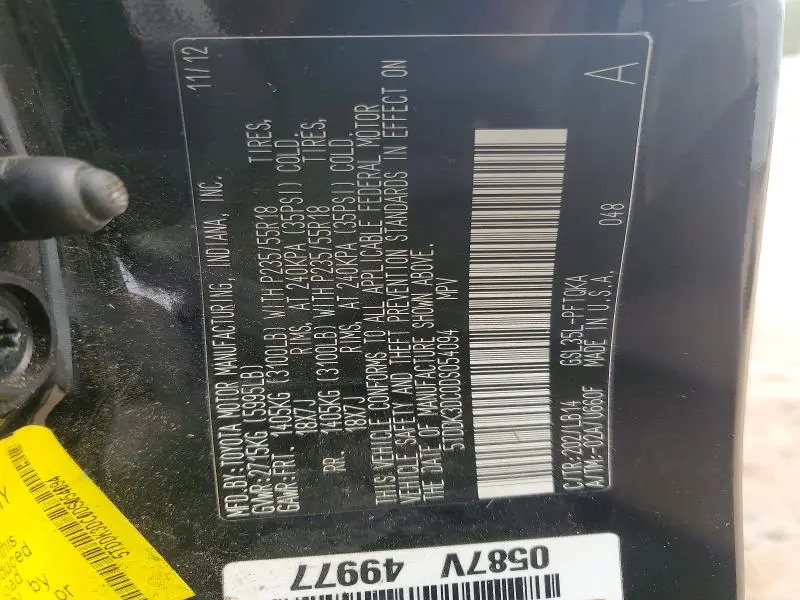 MFD.BY:TOYOTA MOTOR MANUFACTURING, INDIANA, INC. 11/12
GVWR:2715KG (5995LB)
GAWR:FRT. 1405KG (3100LB) WITH P235/55R18 TIRES,
18X7J RIMS, AT 240KPA (35PSI) COLD.
RR. 1405KG (3100LB) WITH P235/55R18 TIRES,
18X7J RIMS, AT 240KPA (35PSI) COLD.
THIS VEHICLE CONFORMS TO ALL APPLICABLE FEDERAL MOTOR
VEHICLE SAFETY AND THEFT PREVENTION STANDARDS IN EFFECT ON
THE DATE OF MANUFACTURE SHOWN ABOVE.
5TDDK3DC0DS054094 MPV
C/TR:202/LB14 GSL35L-PFTQKA 048 A
A/TM:-02A/U660F MADE IN U.S.A.
5TDDK3DC0DS054094
0587V
49977